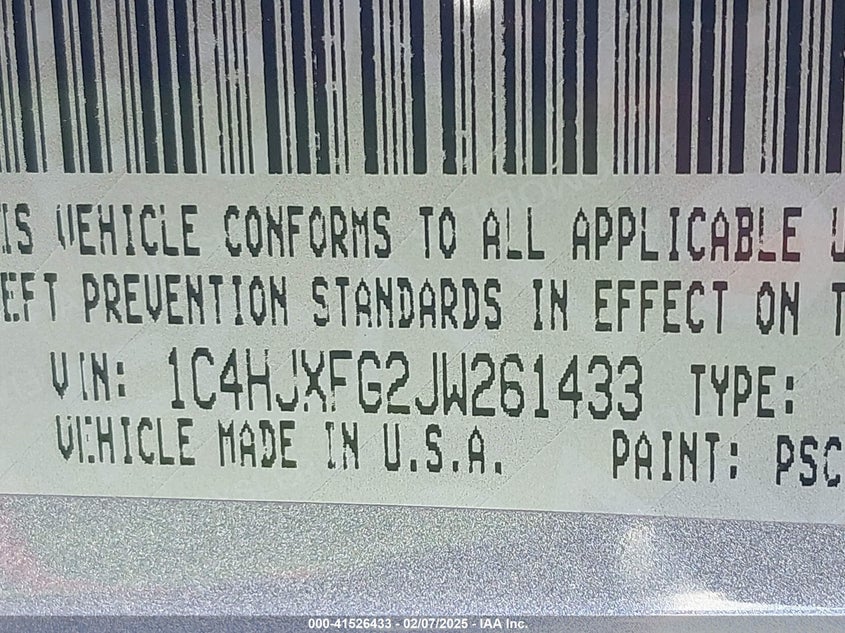 IS VEHICLE CONFORMS TO ALL APPLICABLE U
EFT PREVENTION STANDARDS IN EFFECT ON T
VIN: 1C4HJXFG2JW261433 TYPE:
VEHICLE MADE IN U.S.A. PAINT: PSC
000-41526433 - 02/07/2025 - IAA Inc.